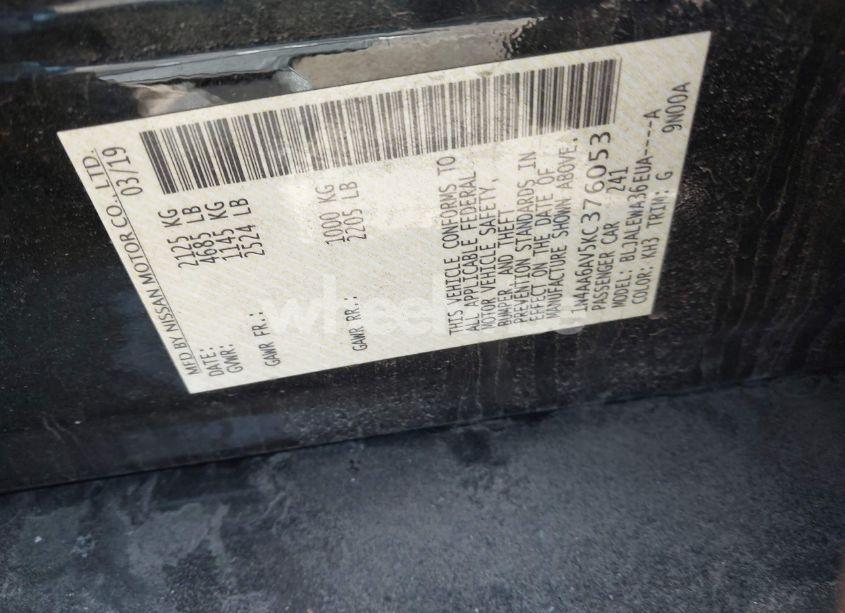 MFD BY NISSAN MOTOR CO., LTD.
DATE: 03/19
GVWR: 2125 KG
4685 LB
GAWR FR.: 1145 KG
2524 LB
GAWR RR.: 1000 KG
2205 LB
THIS VEHICLE CONFORMS TO
ALL APPLICABLE FEDERAL
MOTOR VEHICLE SAFETY,
BUMPER, AND THEFT
PREVENTION STANDARDS IN
EFFECT ON THE DATE OF
MANUFACTURE SHOWN ABOVE.
1N4AA6AV5KC376053
PASSENGER CAR 241
MODEL: BLJALEWA36EUA----A
COLOR: KH3 TRIM: G 9N00A